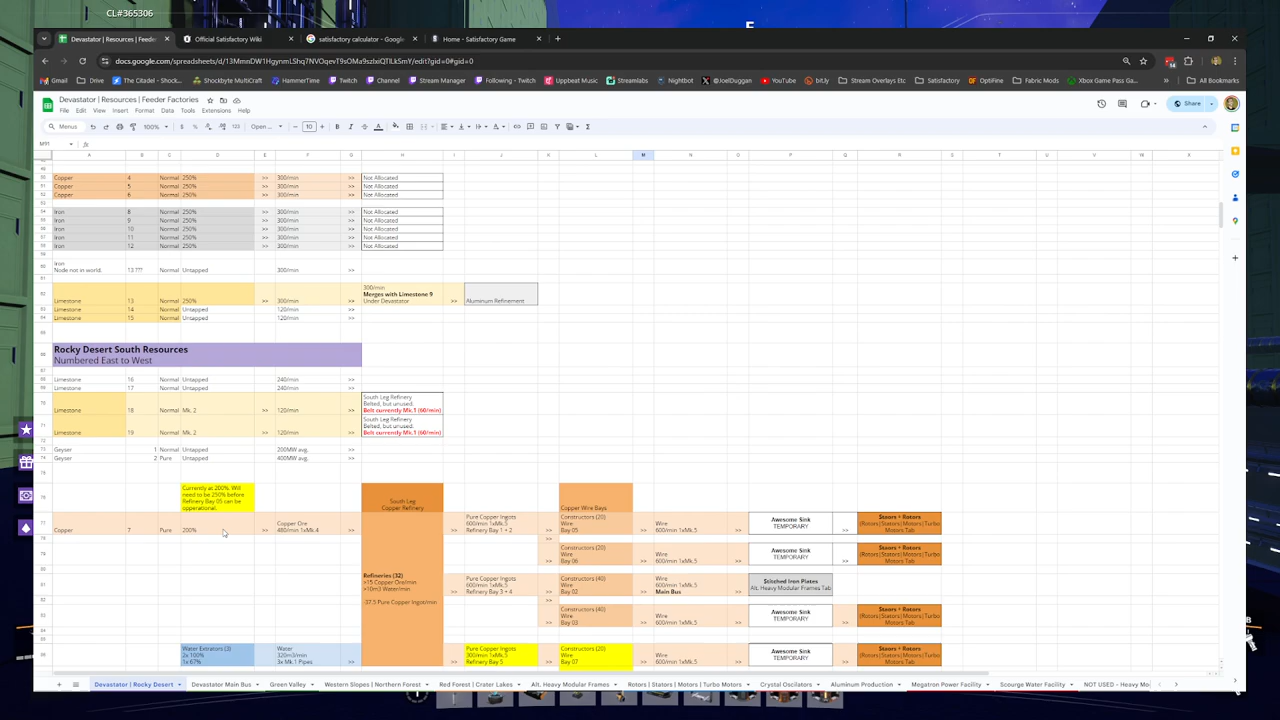 CL#365306
Devastator | Resources | Feeder
Official Satisfactory Wiki
satisfactory calculator - Google
Home - Satisfactory Game
Gmail Drive The Citadel - Shock... Shockbyte MultiCraft HammerTime Twitch Channel Stream Manager Following - Twitch Uppbeat Music Streamlabs Nightbot @JoelDuggan YouTube bit.ly Stream Overlays Etc Satisfactory OptiFine Fabric Mods Xbox Game Pass Ga... All Bookmarks
Devastator | Resources | Feeder Factories
File Edit View Insert Format Data Tools Extensions Help
Share
Menus 100% $ % 123 Open... 10
M91
A B C D E F G H I J K L M N O P Q R S T U V W X
50 Copper 4 Normal 250% >> 300/min >> Not Allocated
51 Copper 5 Normal 250% >> 300/min >> Not Allocated
52 Copper 6 Normal 250% >> 300/min >> Not Allocated
54 Iron 8 Normal 250% >> 300/min >> Not Allocated
55 Iron 9 Normal 250% >> 300/min >> Not Allocated
56 Iron 10 Normal 250% >> 300/min >> Not Allocated
57 Iron 11 Normal 250% >> 300/min >> Not Allocated
58 Iron 12 Normal 250% >> 300/min >> Not Allocated
Iron
Node not in world. 13 ??? Normal Untapped 300/min >>
300/min
Merges with Limestone 9
Limestone 13 Normal 250% >> 300/min >> Under Devastator >> Aluminum Refinement
Limestone 14 Normal Untapped 120/min >>
Limestone 15 Normal Untapped 120/min >>
Rocky Desert South Resources
Numbered East to West
Limestone 16 Normal Untapped 240/min >>
Limestone 17 Normal Untapped 240/min >>
South Leg Refinery
Belted, but unused.
Limestone 18 Normal Mk. 2 >> 120/min >> Belt currently Mk.1 (60/min)
South Leg Refinery
Belted, but unused.
Limestone 19 Normal Mk. 2 >> 120/min >> Belt currently Mk.1 (60/min)
Geyser 1 Normal Untapped 200MW avg. >>
Geyser 2 Pure Untapped 400MW avg. >>
Currently at 200%. Will
need to be 250% before
Refinery Bay 05 can be
opperational.
South Leg
Copper Refinery
Copper Wire Bays
Copper 7 Pure 200% >> Copper Ore
480/min 1xMk.4 >>
Pure Copper Ingots
600/min 1xMk.5
Refinery Bay 1 + 2
>>
Constructors (20)
Wire
Bay 05
>>
Wire
600/min 1xMk.5
>>
Awesome Sink
TEMPORARY
>>
Staors + Rotors
(Rotors|Stators|Motors|Turbo
Motors Tab
>>
Constructors (20)
Wire
Bay 06
>>
Wire
600/min 1xMk.5
>>
Awesome Sink
TEMPORARY
>>
Staors + Rotors
(Rotors|Stators|Motors|Turbo
Motors Tab
Refineries (32)
>15 Copper Ore/min
>10m3 Water/min
-37.5 Pure Copper Ingot/min
>>
Pure Copper Ingots
600/min 1xMk.5
Refinery Bay 3 + 4
>>
Constructors (40)
Wire
Bay 02
>>
Wire
600/min 1xMk.5
Main Bus
>>
Stiched Iron Plates
Alt. Heavy Modular Frames Tab
>>
Constructors (40)
Wire
Bay 03
>>
Wire
600/min 1xMk.5
>>
Awesome Sink
TEMPORARY
>>
Staors + Rotors
(Rotors|Stators|Motors|Turbo
Motors Tab
Water Extrators (3)
2x 100%
1x 67%
Water
320m3/min
3x Mk.1 Pipes
>>
Pure Copper Ingots
300/min 1xMk.5
Refinery Bay 5
>>
Constructors (20)
Wire
Bay 07
>>
Wire
600/min 1xMk.5
>>
Awesome Sink
TEMPORARY
>>
Staors + Rotors
(Rotors|Stators|Motors|Turbo
Motors Tab
Devastator | Rocky Desert Devastator Main Bus Green Valley Western Slopes | Northern Forest Red Forest | Crater Lakes Alt. Heavy Modular Frames Rotors | Stators | Motors | Turbo Motors Crystal Oscilators Aluminum Production Megatron Power Facility Scourge Water Facility NOT USED - Heavy Mo